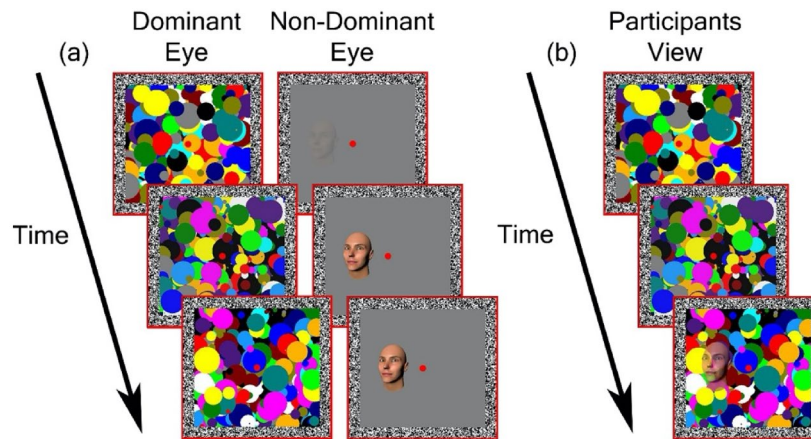 (a)
Dominant
Eye
Non-Dominant
Eye
Time
(b)
Participants
View
Time